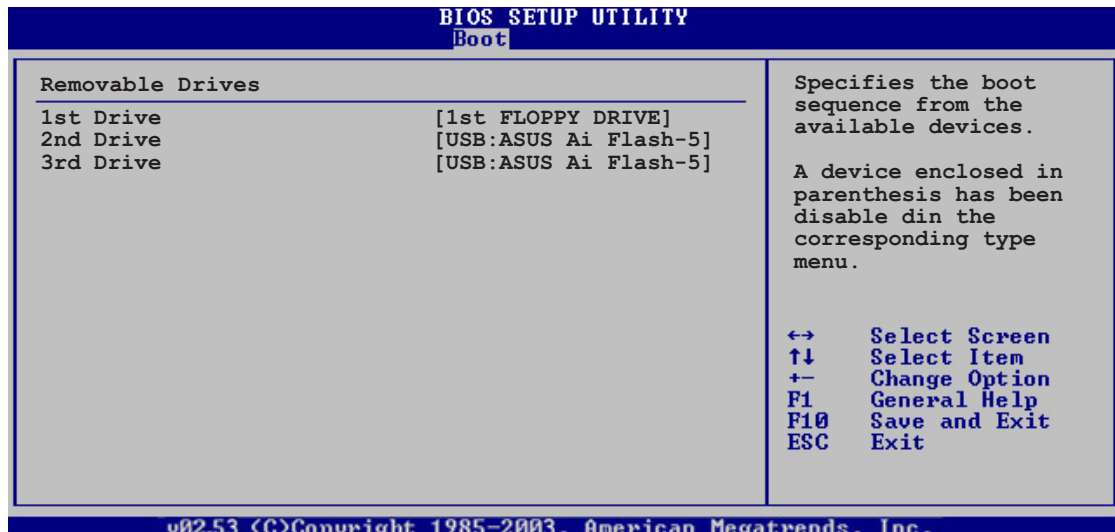 BIOS SETUP UTILITY
Boot
Removable Drives
1st Drive [1st FLOPPY DRIVE]
2nd Drive [USB:ASUS Ai Flash-5]
3rd Drive [USB:ASUS Ai Flash-5]
Specifies the boot
sequence from the
available devices.
A device enclosed in
parenthesis has been
disable din the
corresponding type
menu.
←→ Select Screen
↑↓ Select Item
+- Change Option
F1 General Help
F10 Save and Exit
ESC Exit
v02.53 (C)Copyright 1985-2003, American Megatrends, Inc.